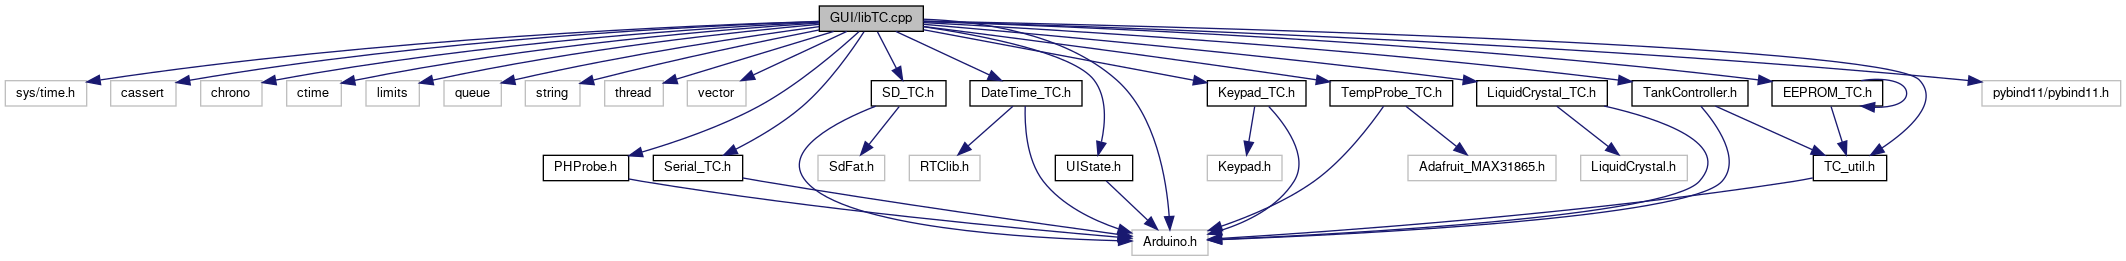 GUI/libTC.cpp
sys/time.h
cassert
chrono
ctime
limits
queue
string
thread
vector
SD_TC.h
DateTime_TC.h
Keypad_TC.h
TempProbe_TC.h
LiquidCrystal_TC.h
TankController.h
EEPROM_TC.h
pybind11/pybind11.h
PHProbe.h
Serial_TC.h
SdFat.h
RTClib.h
UIState.h
Keypad.h
Adafruit_MAX31865.h
LiquidCrystal.h
TC_util.h
Arduino.h